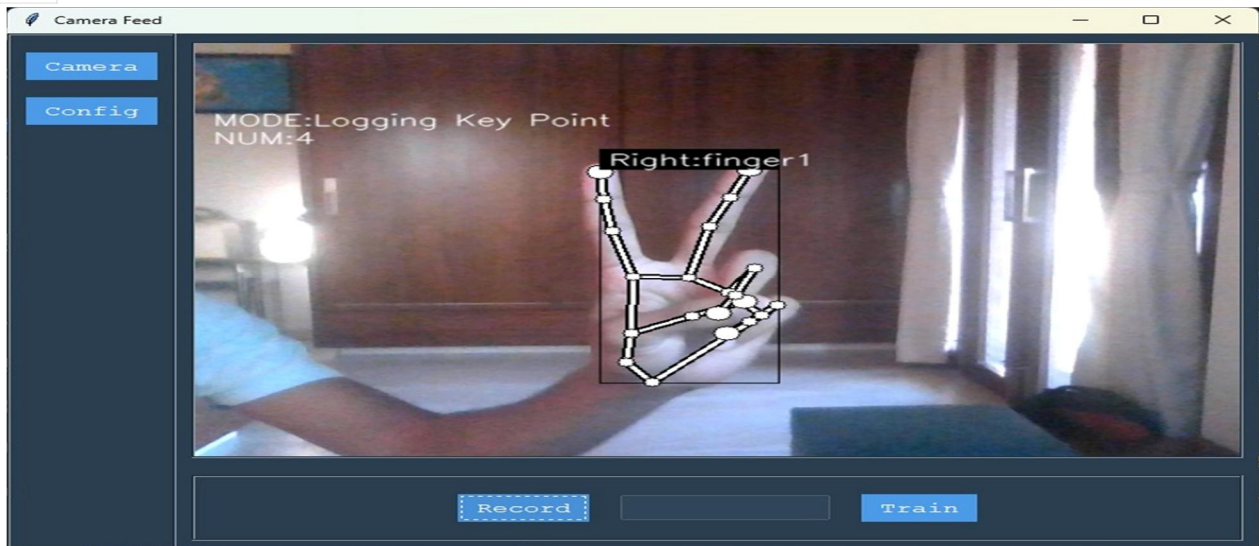 Camera Feed
Camera
Config
MODE:Logging Key Point
NUM:4
Right:finger1
Record
Train